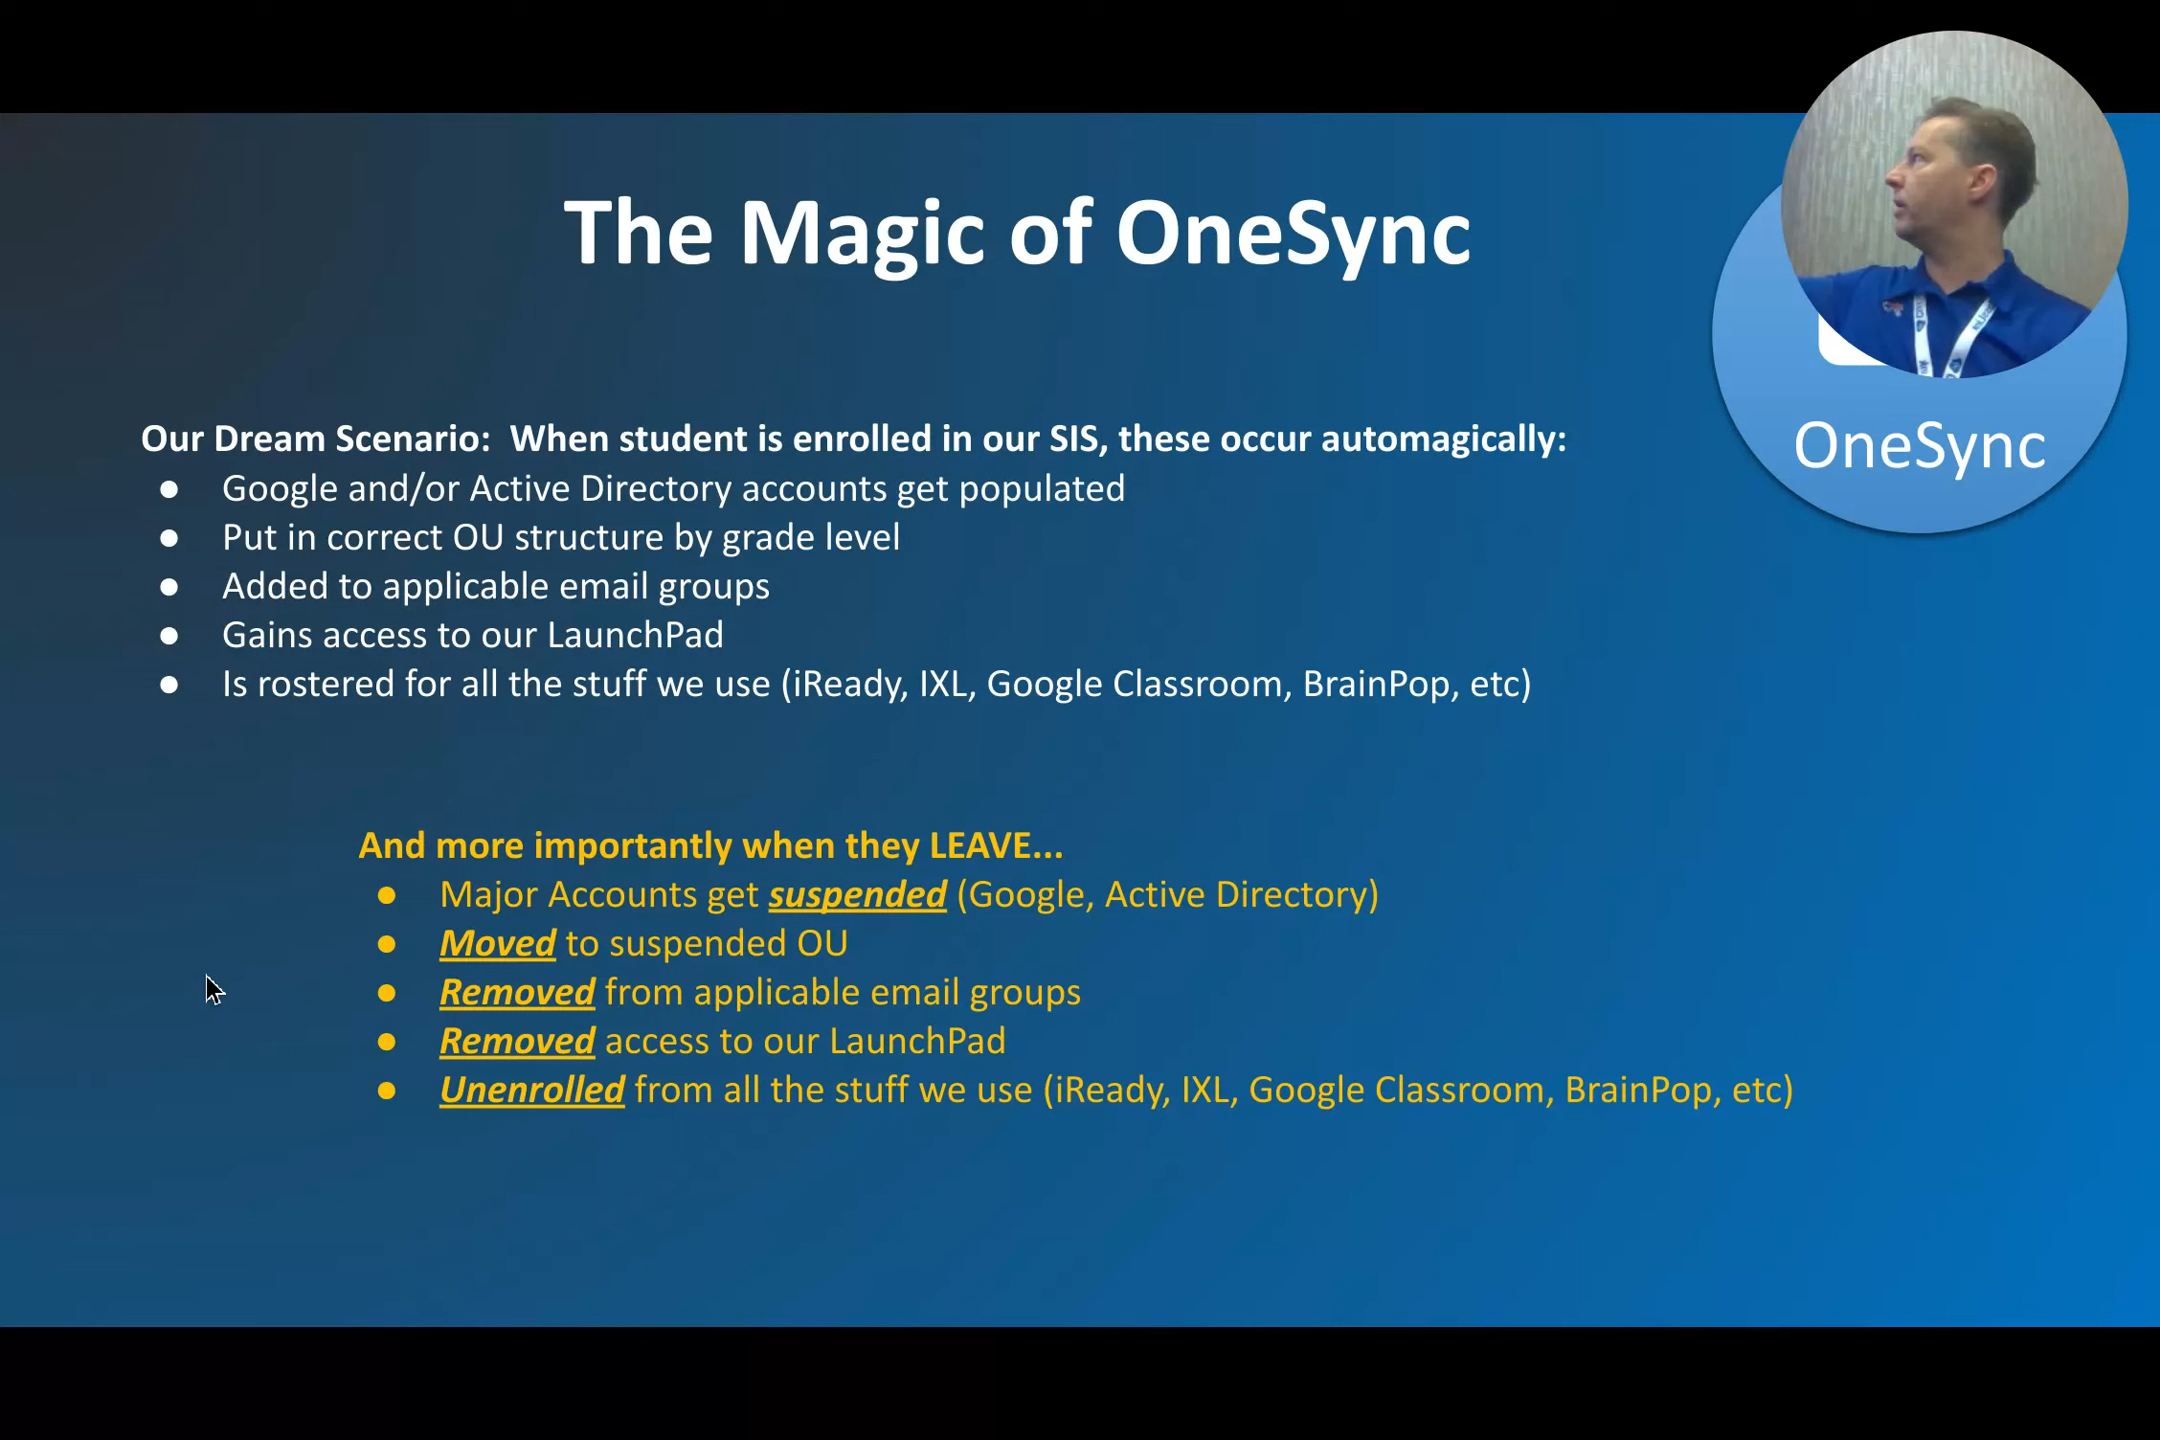 The Magic of OneSync
OneSync
Our Dream Scenario:  When student is enrolled in our SIS, these occur automagically:
● Google and/or Active Directory accounts get populated
● Put in correct OU structure by grade level
● Added to applicable email groups
● Gains access to our LaunchPad
● Is rostered for all the stuff we use (iReady, IXL, Google Classroom, BrainPop, etc)
And more importantly when they LEAVE...
● Major Accounts get suspended (Google, Active Directory)
● Moved to suspended OU
● Removed from applicable email groups
● Removed access to our LaunchPad
● Unenrolled from all the stuff we use (iReady, IXL, Google Classroom, BrainPop, etc)